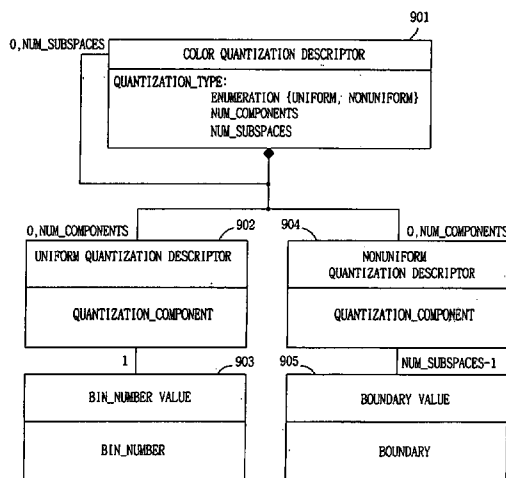 901
0,NUM_SUBSPACES
COLOR QUANTIZATION DESCRIPTOR
QUANTIZATION_TYPE:
ENUMERATION {UNIFORM, NONUNIFORM}
NUM_COMPONENTS
NUM_SUBSPACES
0,NUM_COMPONENTS
902
UNIFORM QUANTIZATION DESCRIPTOR
QUANTIZATION_COMPONENT
904
0,NUM_COMPONENTS
NONUNIFORM
QUANTIZATION DESCRIPTOR
QUANTIZATION_COMPONENT
1
903
BIN_NUMBER VALUE
BIN_NUMBER
905
NUM_SUBSPACES-1
BOUNDARY VALUE
BOUNDARY